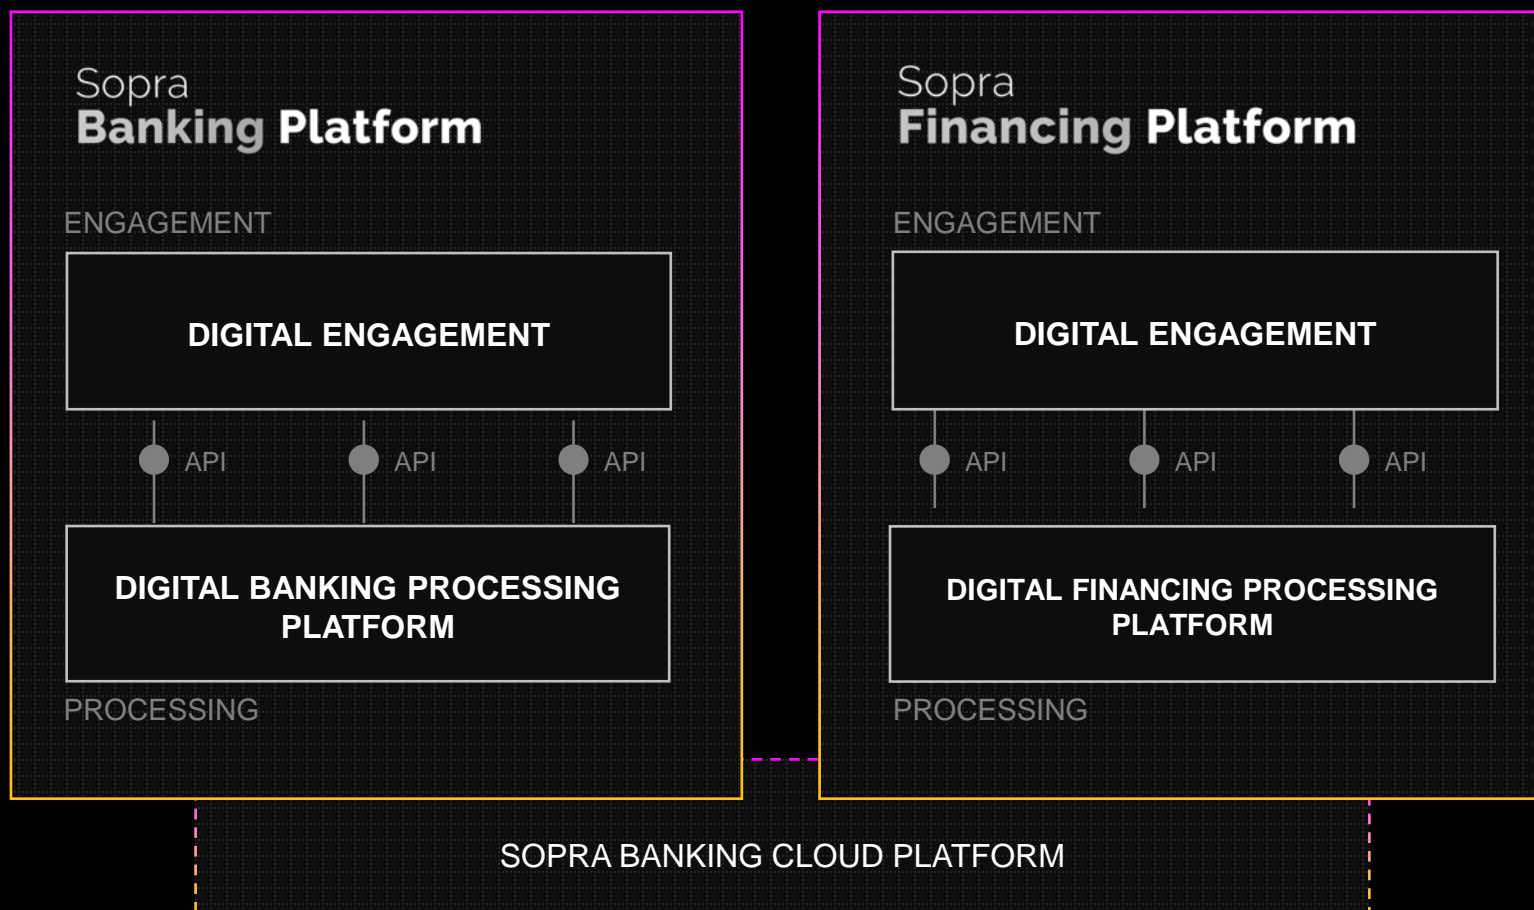 Sopra
Banking Platform
ENGAGEMENT
DIGITAL ENGAGEMENT
API API API
DIGITAL BANKING PROCESSING
PLATFORM
PROCESSING
Sopra
Financing Platform
ENGAGEMENT
DIGITAL ENGAGEMENT
API API API
DIGITAL FINANCING PROCESSING
PLATFORM
PROCESSING
SOPRA BANKING CLOUD PLATFORM